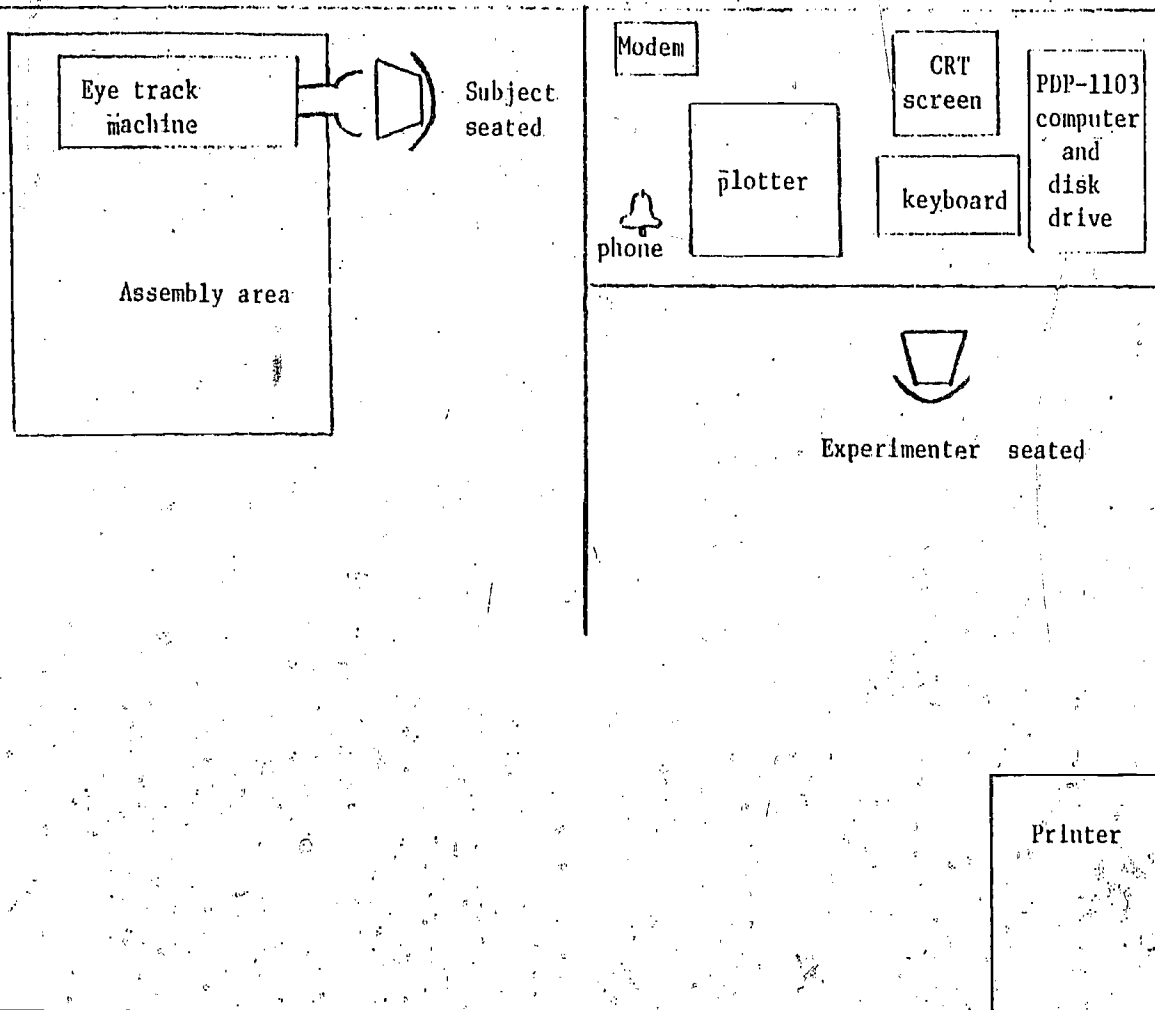 Eye track
machine
Subject
seated
Assembly area
Modem
CRT
screen
PDP-1103
computer
and
disk
drive
plotter
keyboard
phone
Experimenter seated
Printer